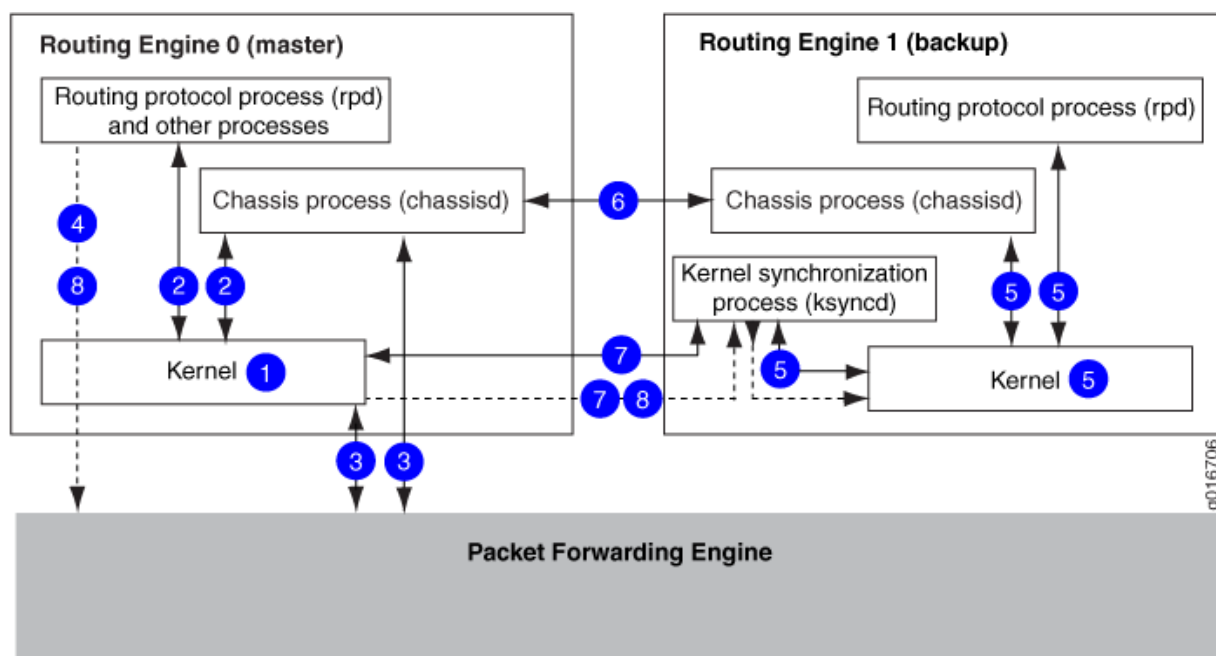 Routing Engine 0 (master)
Routing Engine 1 (backup)
Routing protocol process (rpd)
and other processes
Routing protocol process (rpd)
Chassis process (chassisd)
6
Chassis process (chassisd)
4
8
2
2
Kernel synchronization
process (ksyncd)
5
5
7
Kernel 1
5
Kernel 5
7 8
3
3
g016706
Packet Forwarding Engine